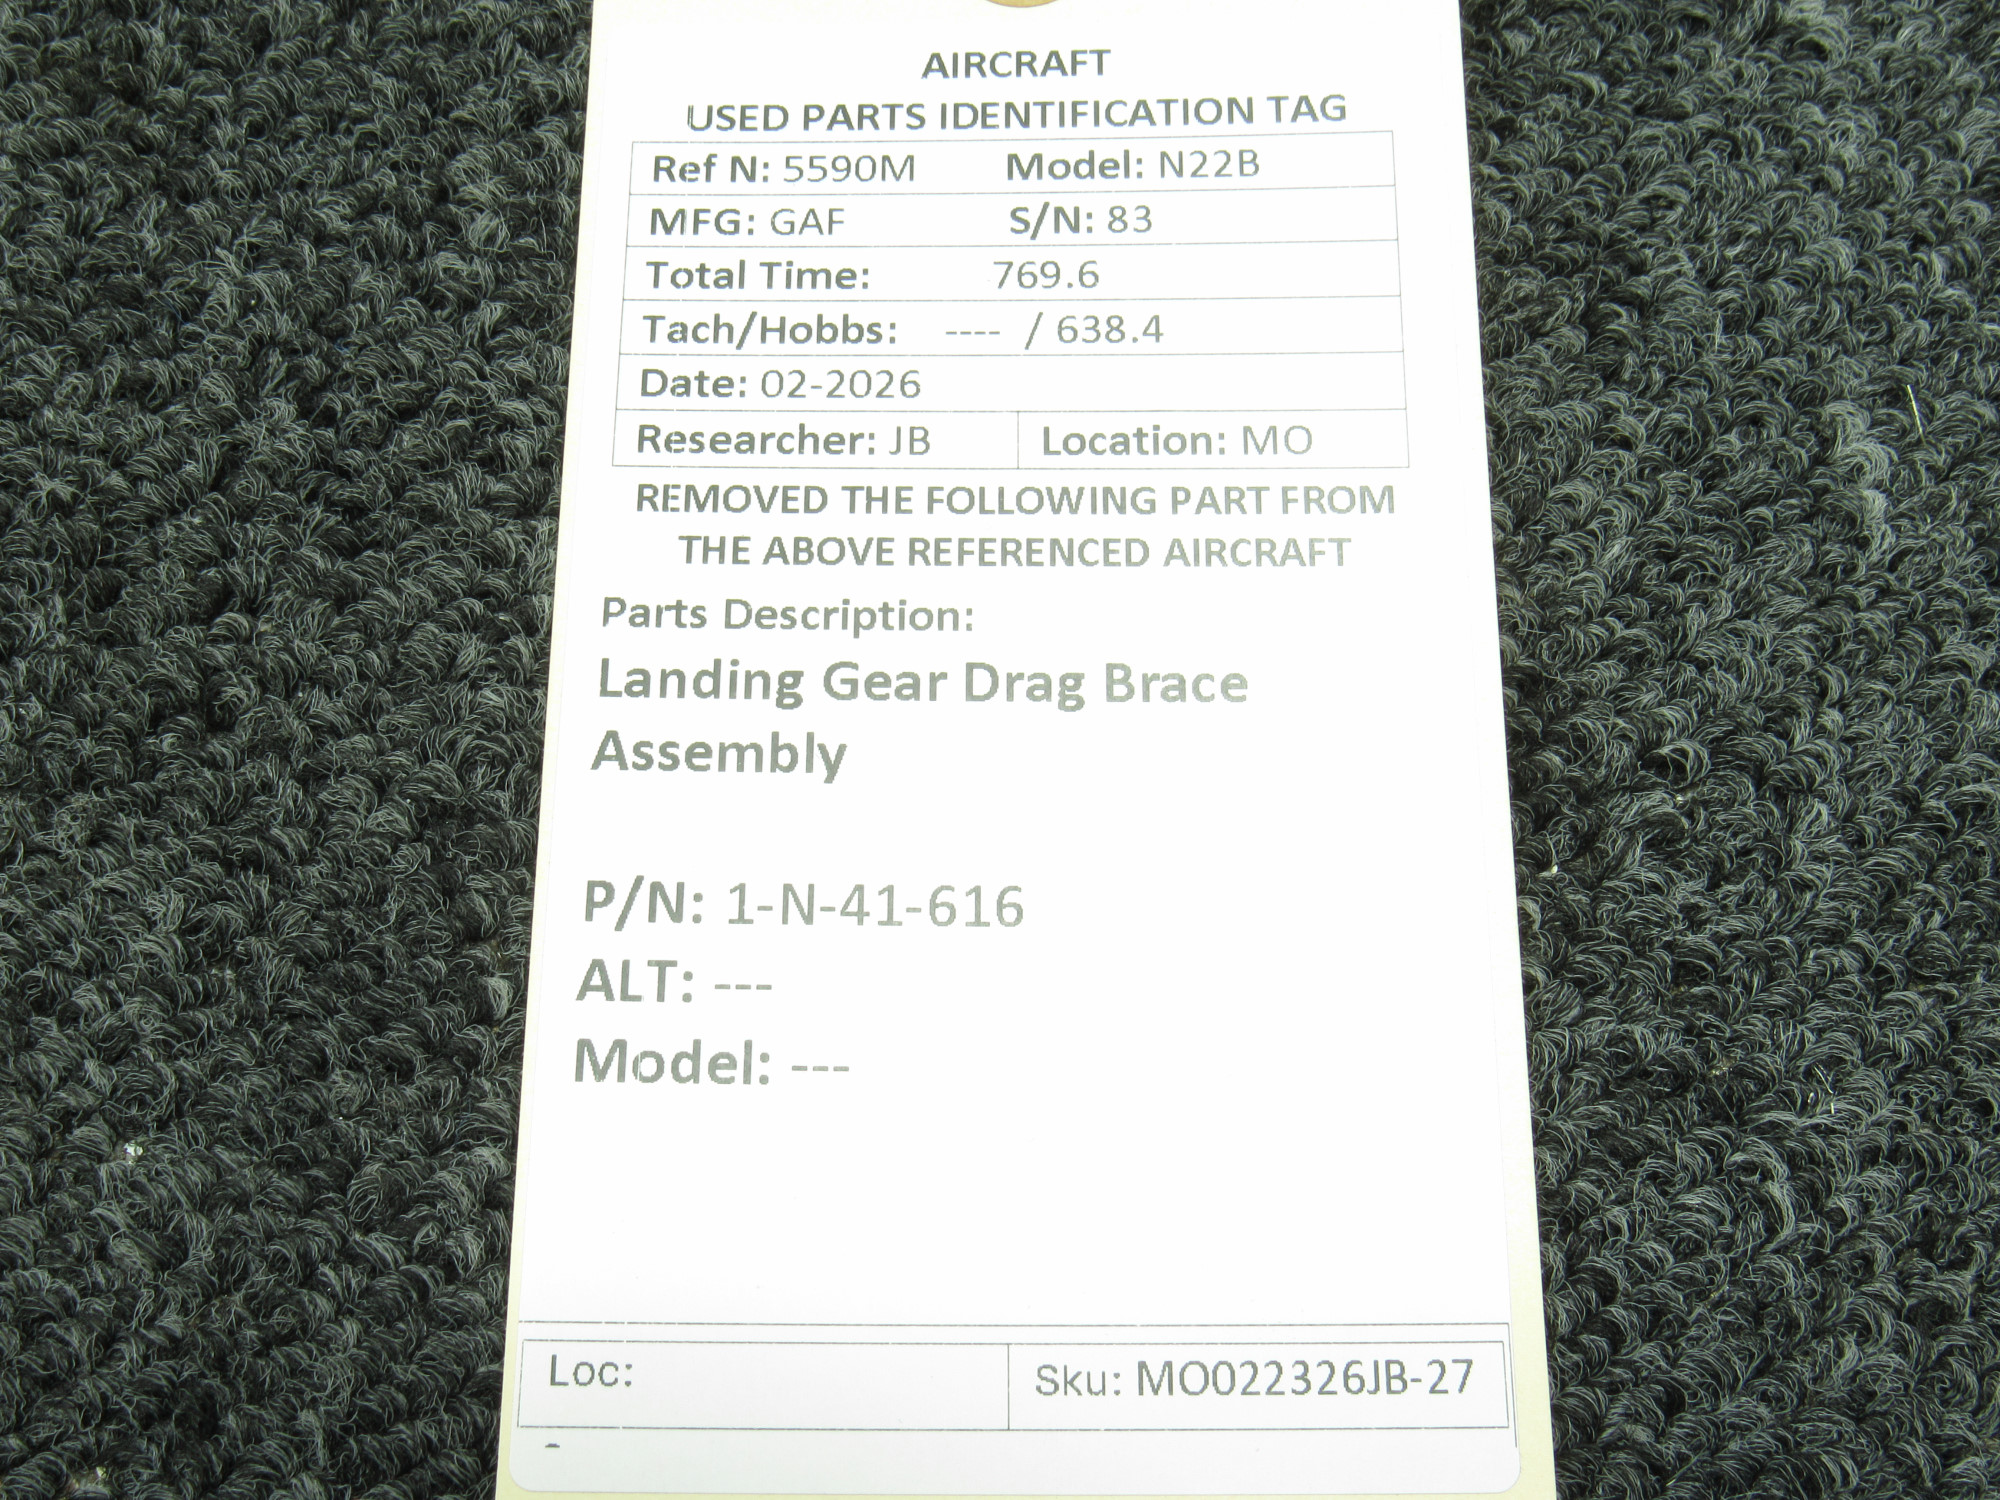 AIRCRAFT
USED PARTS IDENTIFICATION TAG
Ref N: 5590M Model: N22B
MFG: GAF S/N: 83
Total Time: 769.6
Tach/Hobbs: ---- / 638.4
Date: 02-2026
Researcher: JB Location: MO
REMOVED THE FOLLOWING PART FROM
THE ABOVE REFERENCED AIRCRAFT
Parts Description:
Landing Gear Drag Brace
Assembly
P/N: 1-N-41-616
ALT: ---
Model: ---
Loc: Sku: MO022326JB-27